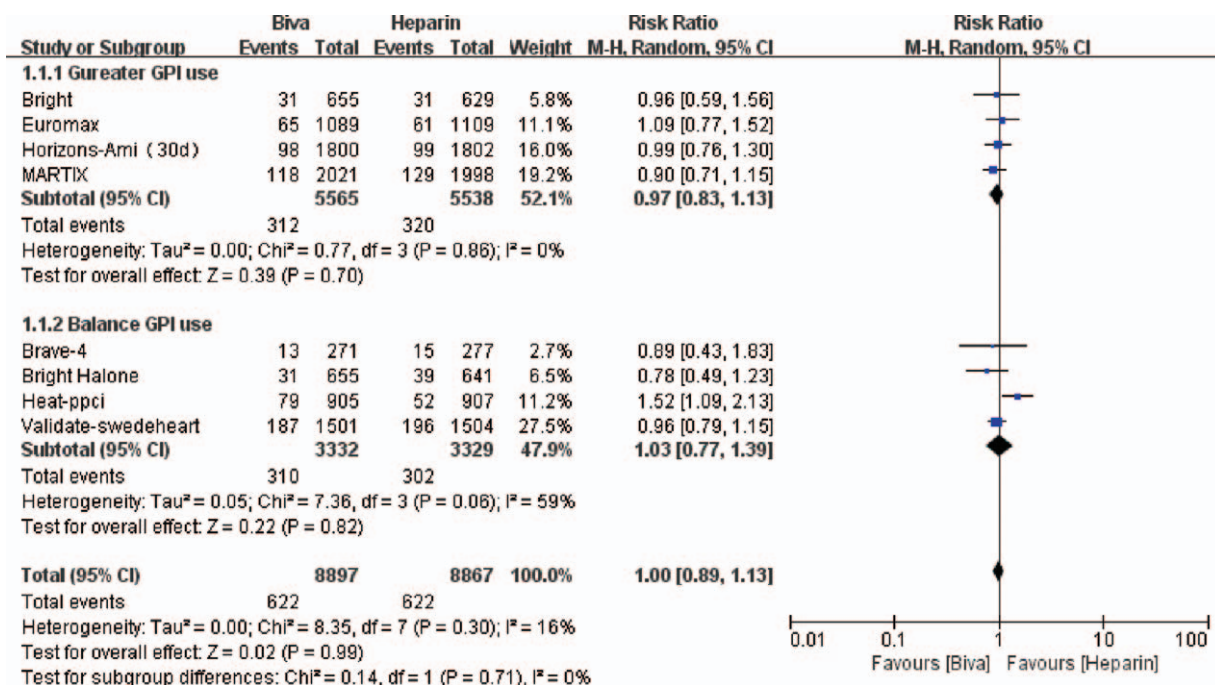 Biva Heparin Risk Ratio Risk Ratio
Study or Subgroup Events Total Events Total Weight M-H, Random, 95% CI M-H, Random, 95% CI
1.1.1 Gureater GPI use
Bright 31 655 31 629 5.8% 0.96 [0.59, 1.56]
Euromax 65 1089 61 1109 11.1% 1.09 [0.77, 1.52]
Horizons-Ami (30d) 98 1800 99 1802 16.0% 0.99 [0.76, 1.30]
MARTIX 118 2021 129 1998 19.2% 0.90 [0.71, 1.15]
Subtotal (95% CI) 5565 5538 52.1% 0.97 [0.83, 1.13]
Total events 312 320
Heterogeneity: Tau² = 0.00; Chi² = 0.77, df = 3 (P = 0.86); I² = 0%
Test for overall effect: Z = 0.39 (P = 0.70)
1.1.2 Balance GPI use
Brave-4 13 271 15 277 2.7% 0.89 [0.43, 1.83]
Bright Halone 31 655 39 641 6.5% 0.78 [0.49, 1.23]
Heat-ppci 79 905 52 907 11.2% 1.52 [1.09, 2.13]
Validate-swedeheart 187 1501 196 1504 27.5% 0.96 [0.79, 1.15]
Subtotal (95% CI) 3332 3329 47.9% 1.03 [0.77, 1.39]
Total events 310 302
Heterogeneity: Tau² = 0.05; Chi² = 7.36, df = 3 (P = 0.06); I² = 59%
Test for overall effect: Z = 0.22 (P = 0.82)
Total (95% CI) 8897 8867 100.0% 1.00 [0.89, 1.13]
Total events 622 622
Heterogeneity: Tau² = 0.00; Chi² = 8.35, df = 7 (P = 0.30); I² = 16%
Test for overall effect: Z = 0.02 (P = 0.99)
Test for subgroup differences: Chi² = 0.14, df = 1 (P = 0.71), I² = 0%
0.01 0.1 1 10 100
Favours [Biva] Favours [Heparin]